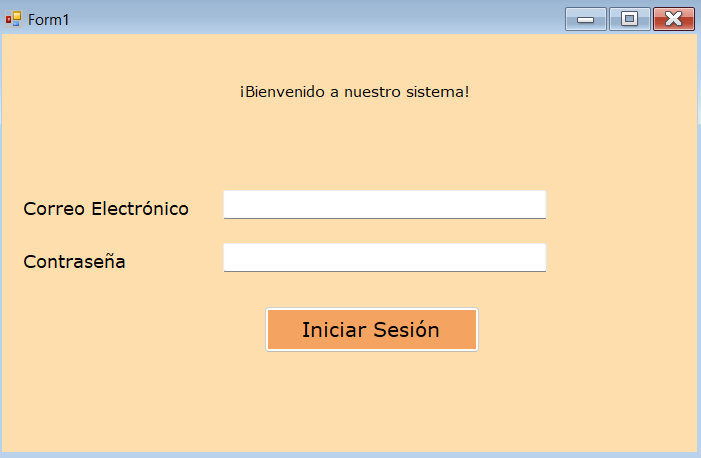 Form1
¡Bienvenido a nuestro sistema!
Correo Electrónico
Contraseña
Iniciar Sesión